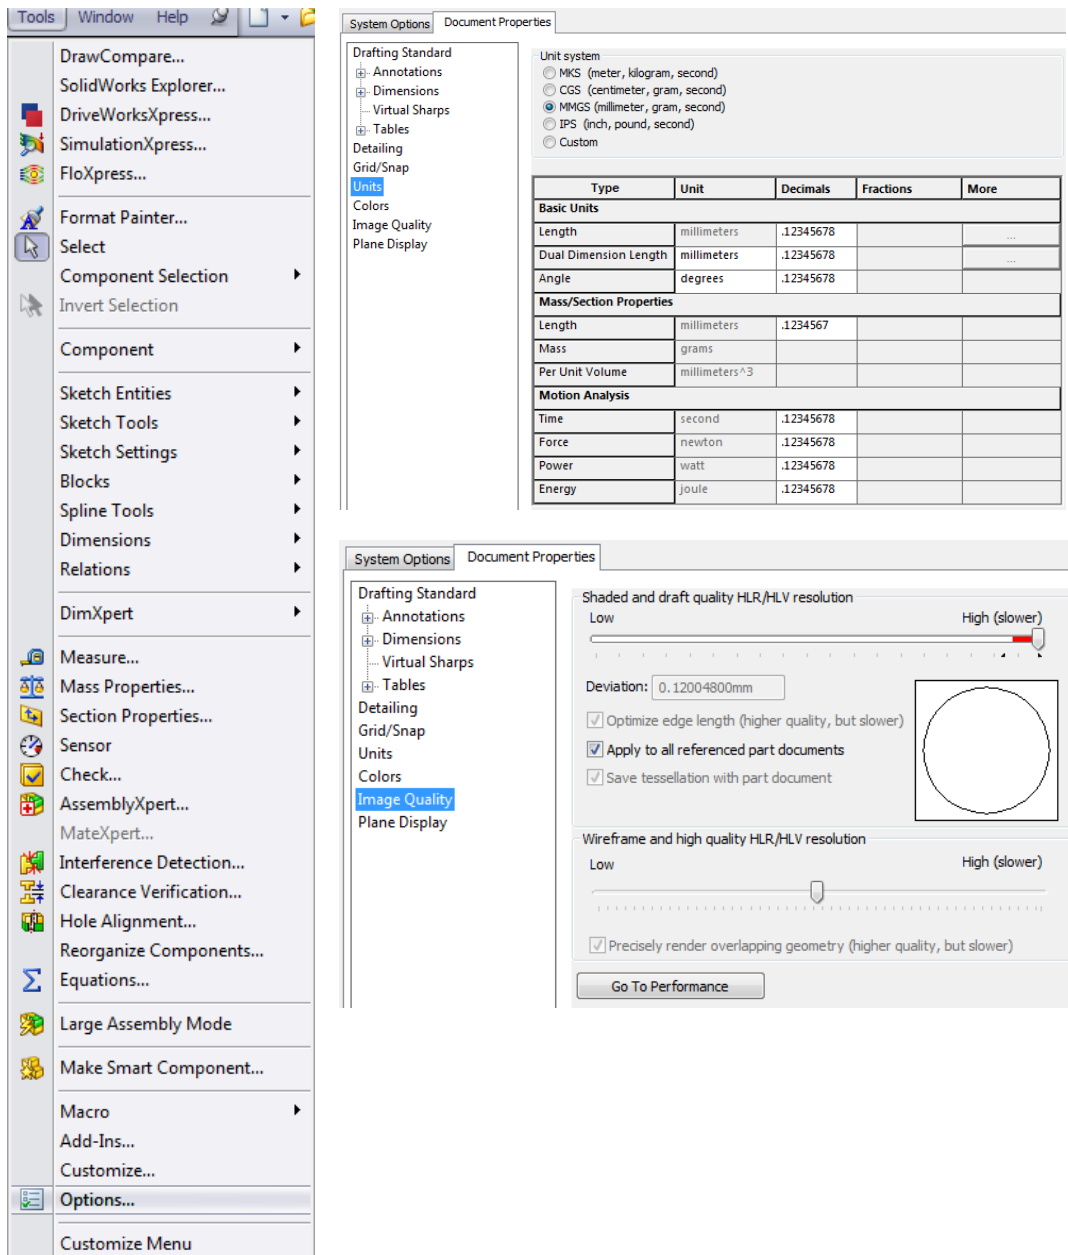 Tools Window Help
DrawCompare...
SolidWorks Explorer...
DriveWorksXpress...
SimulationXpress...
FloXpress...
Format Painter...
Select
Component Selection
Invert Selection
Component
Sketch Entities
Sketch Tools
Sketch Settings
Blocks
Spline Tools
Dimensions
Relations
DimXpert
Measure...
Mass Properties...
Section Properties...
Sensor
Check...
AssemblyXpert...
MateXpert...
Interference Detection...
Clearance Verification...
Hole Alignment...
Reorganize Components...
Equations...
Large Assembly Mode
Make Smart Component...
Macro
Add-Ins...
Customize...
Options...
Customize Menu
System Options Document Properties
Drafting Standard
Annotations
Dimensions
Virtual Sharps
Tables
Detailing
Grid/Snap
Units
Colors
Image Quality
Plane Display
Unit system
MKS (meter, kilogram, second)
CGS (centimeter, gram, second)
MMGS (millimeter, gram, second)
IPS (inch, pound, second)
Custom
Type Unit Decimals Fractions More
Basic Units
Length millimeters .12345678 ...
Dual Dimension Length millimeters .12345678 ...
Angle degrees .12345678
Mass/Section Properties
Length millimeters .1234567
Mass grams
Per Unit Volume millimeters^3
Motion Analysis
Time second .12345678
Force newton .12345678
Power watt .12345678
Energy joule .12345678
System Options Document Properties
Drafting Standard
Annotations
Dimensions
Virtual Sharps
Tables
Detailing
Grid/Snap
Units
Colors
Image Quality
Plane Display
Shaded and draft quality HLR/HLV resolution
Low High (slower)
Deviation: 0.12004800mm
Optimize edge length (higher quality, but slower)
Apply to all referenced part documents
Save tessellation with part document
Wireframe and high quality HLR/HLV resolution
Low High (slower)
Precisely render overlapping geometry (higher quality, but slower)
Go To Performance